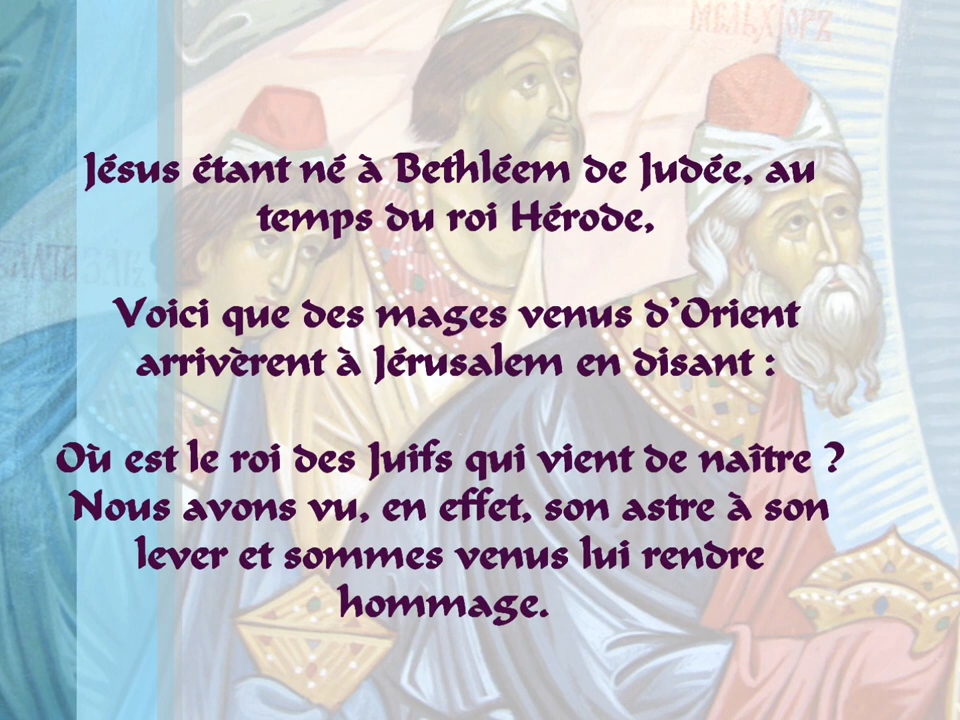 МЕЛЬХІОРЪ
Jésus étant né à Bethléem de Judée, au
temps du roi Hérode,
Voici que des mages venus d’Orient
arrivèrent à Jérusalem en disant :
Où est le roi des Juifs qui vient de naître ?
Nous avons vu, en effet, son astre à son
lever et sommes venus lui rendre
hommage.